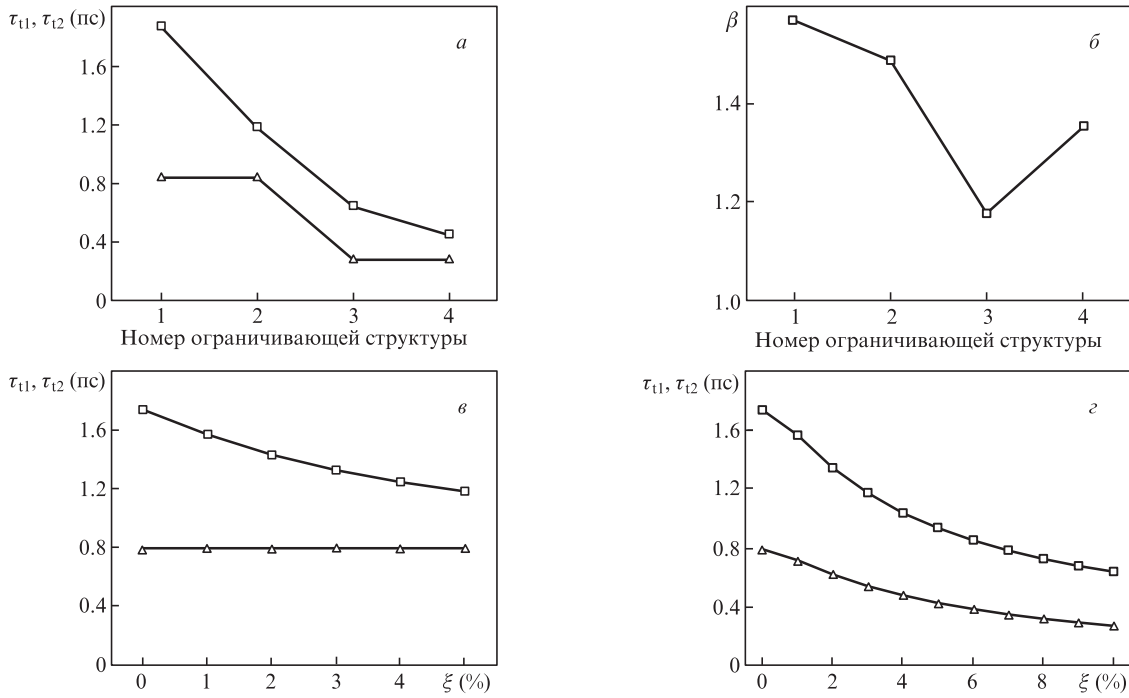 τt1, τt2 (пс)
а
1.6
1.2
0.8
0.4
0
1 2 3 4
Номер ограничивающей структуры
β
б
1.4
1.2
1.0
1 2 3 4
Номер ограничивающей структуры
τt1, τt2 (пс)
в
1.6
1.2
0.8
0.4
0
0 1 2 3 4 ξ (%)
τt1, τt2 (пс)
г
1.6
1.2
0.8
0.4
0
0 2 4 6 8 ξ (%)